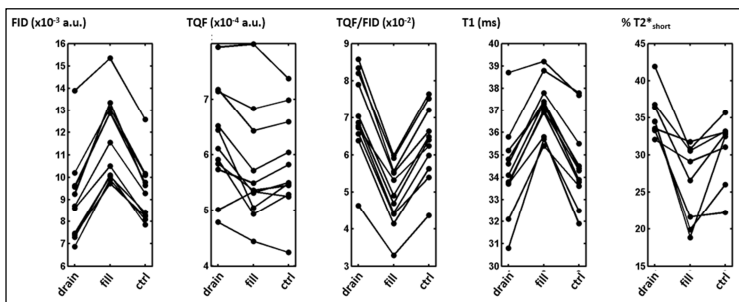 FID (x10⁻³ a.u.)
16
15
14
13
12
11
10
9
8
7
6
drain
fill
ctrl
TQF (x10⁻⁴ a.u.)
7
6
5
4
drain
fill
ctrl
TQF/FID (x10⁻²)
9
8
7
6
5
4
3
drain
fill
ctrl
T1 (ms)
40
39
38
37
36
35
34
33
32
31
30
drain
fill
ctrl
% T2*short
45
40
35
30
25
20
15
drain
fill
ctrl